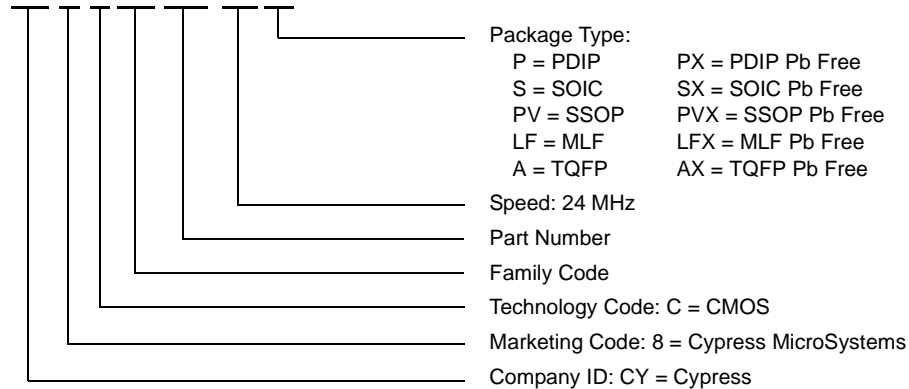 Package Type:
P = PDIP PX = PDIP Pb Free
S = SOIC SX = SOIC Pb Free
PV = SSOP PVX = SSOP Pb Free
LF = MLF LFX = MLF Pb Free
A = TQFP AX = TQFP Pb Free
Speed: 24 MHz
Part Number
Family Code
Technology Code: C = CMOS
Marketing Code: 8 = Cypress MicroSystems
Company ID: CY = Cypress